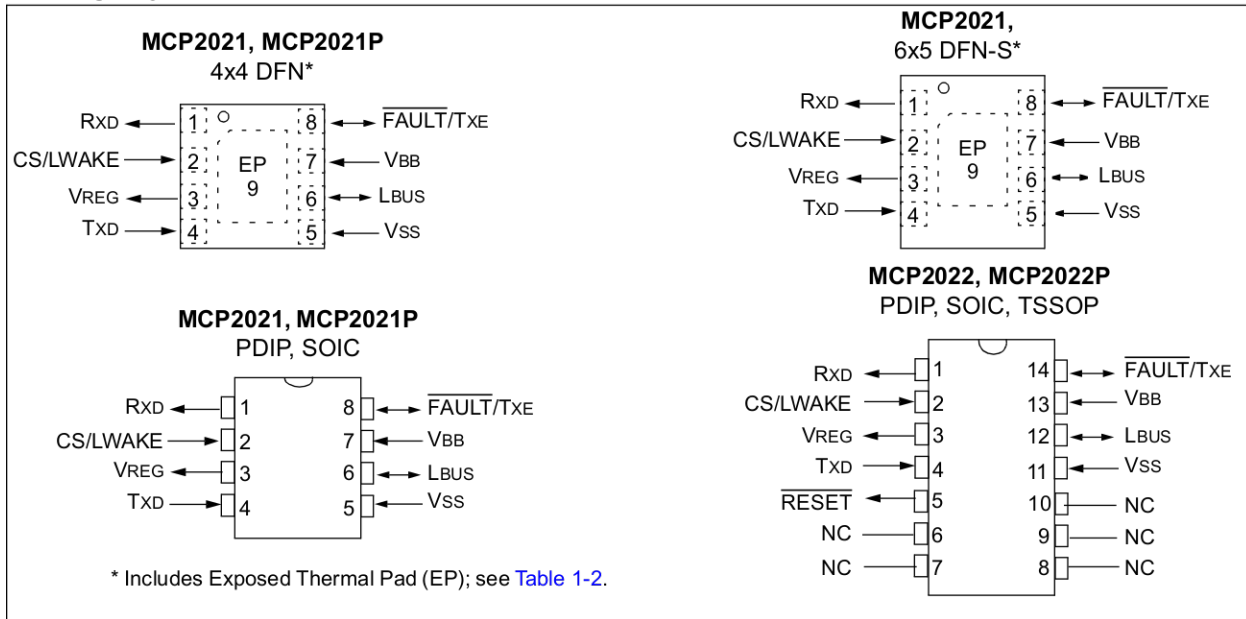 MCP2021, MCP2021P
4x4 DFN*
RXD 1 8 FAULT/TXE
CS/LWAKE 2 EP 7 VBB
VREG 3 9 6 LBUS
TXD 4 5 VSS
MCP2021,
6x5 DFN-S*
RXD 1 8 FAULT/TXE
CS/LWAKE 2 EP 7 VBB
VREG 3 9 6 LBUS
TXD 4 5 VSS
MCP2021, MCP2021P
PDIP, SOIC
RXD 1 8 FAULT/TXE
CS/LWAKE 2 7 VBB
VREG 3 6 LBUS
TXD 4 5 VSS
MCP2022, MCP2022P
PDIP, SOIC, TSSOP
RXD 1 14 FAULT/TXE
CS/LWAKE 2 13 VBB
VREG 3 12 LBUS
TXD 4 11 VSS
RESET 5 10 NC
NC 6 9 NC
NC 7 8 NC
* Includes Exposed Thermal Pad (EP); see Table 1-2.